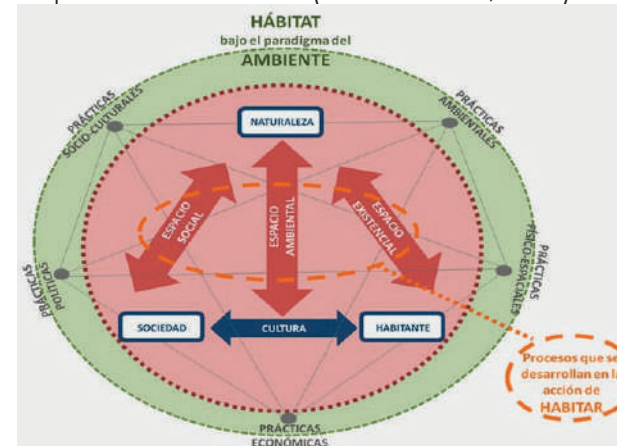 HÁBITAT
bajo el paradigma del
AMBIENTE
PRÁCTICAS
SOCIO-CULTURALES
PRÁCTICAS
AMBIENTALES
NATURALEZA
ESPACIO
SOCIAL
ESPACIO
AMBIENTAL
ESPACIO
EXISTENCIAL
PRÁCTICAS
POLÍTICAS
PRÁCTICAS
FÍSICO-ESPACIALES
SOCIEDAD
CULTURA
HABITANTE
Procesos que se
desarrollan en la
acción de
HABITAR
PRÁCTICAS
ECONÓMICAS